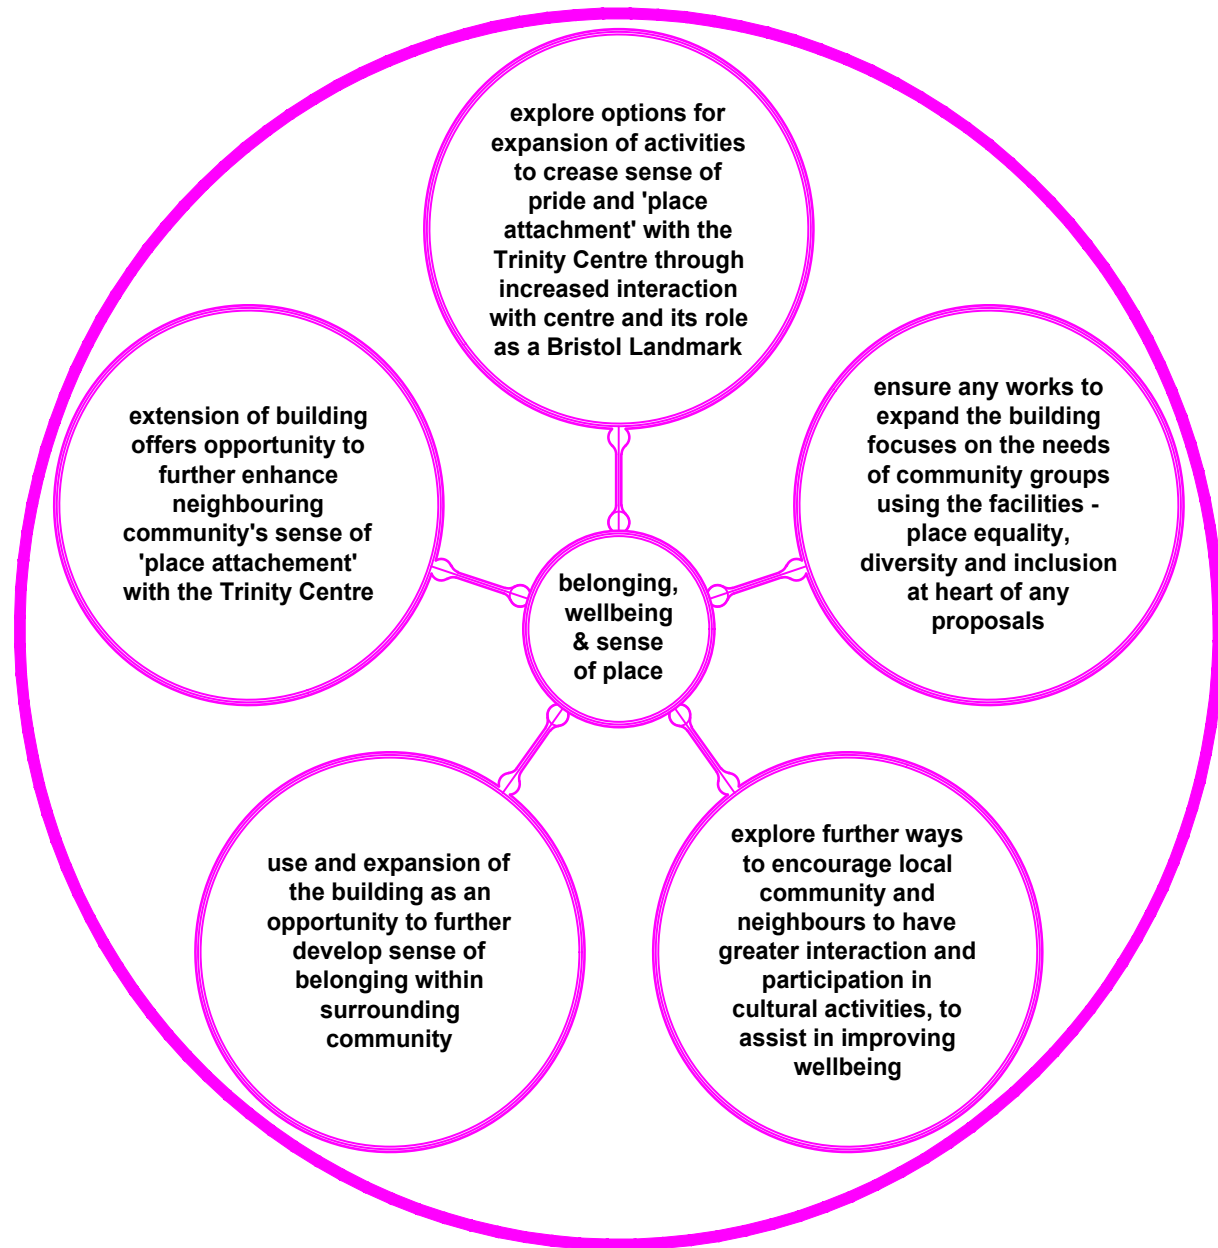 explore options for
expansion of activities
to crease sense of
pride and 'place
attachment' with the
Trinity Centre through
increased interaction
with centre and its role
as a Bristol Landmark
extension of building
offers opportunity to
further enhance
neighbouring
community's sense of
'place attachement'
with the Trinity Centre
ensure any works to
expand the building
focuses on the needs
of community groups
using the facilities -
place equality,
diversity and inclusion
at heart of any
proposals
belonging,
wellbeing
& sense
of place
use and expansion of
the building as an
opportunity to further
develop sense of
belonging within
surrounding
community
explore further ways
to encourage local
community and
neighbours to have
greater interaction and
participation in
cultural activities, to
assist in improving
wellbeing